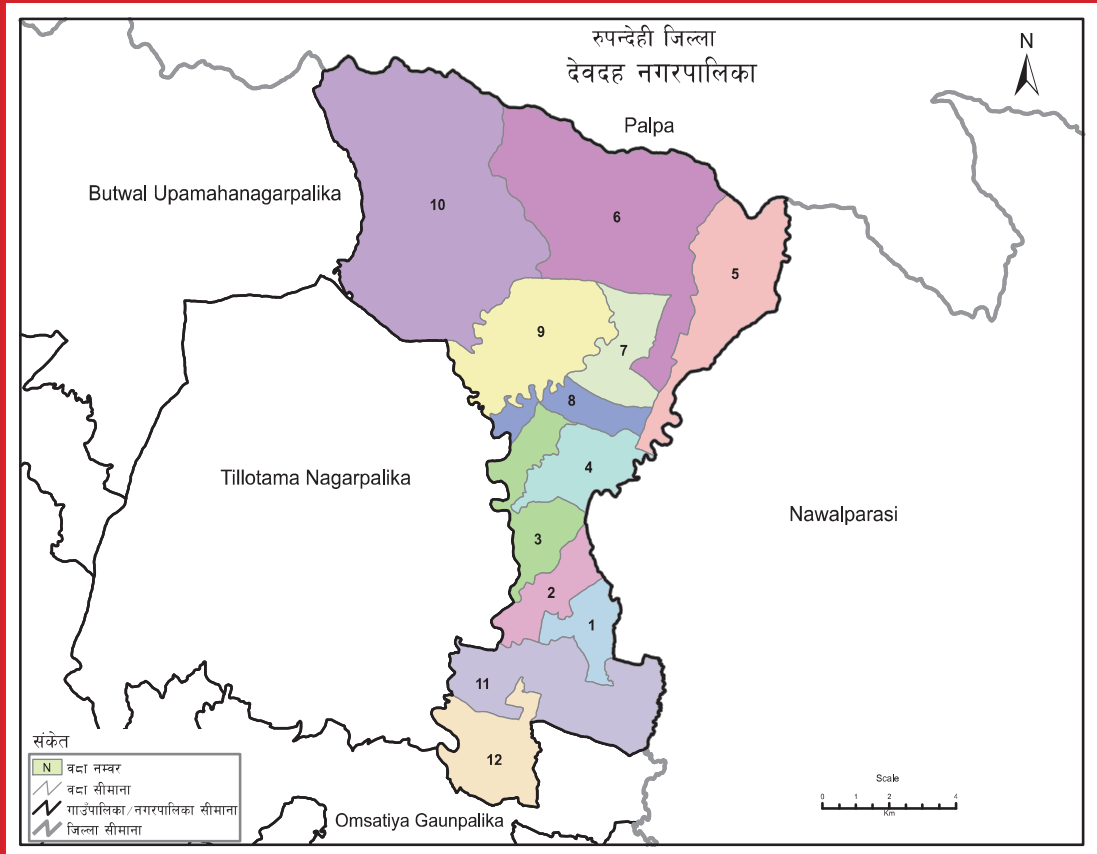 रुपन्देही जिल्ला
देवदह नगरपालिका
N
Palpa
Butwal Upamahanagarpalika
10
6
5
9
7
8
4
Tillotama Nagarpalika
Nawalparasi
3
2
1
11
12
संकेत
N वडा नम्बर
वडा सीमाना
गाउँपालिका/नगरपालिका सीमाना
जिल्ला सीमाना
Omsatiya Gaunpalika
Scale
0 1 2 4
Km